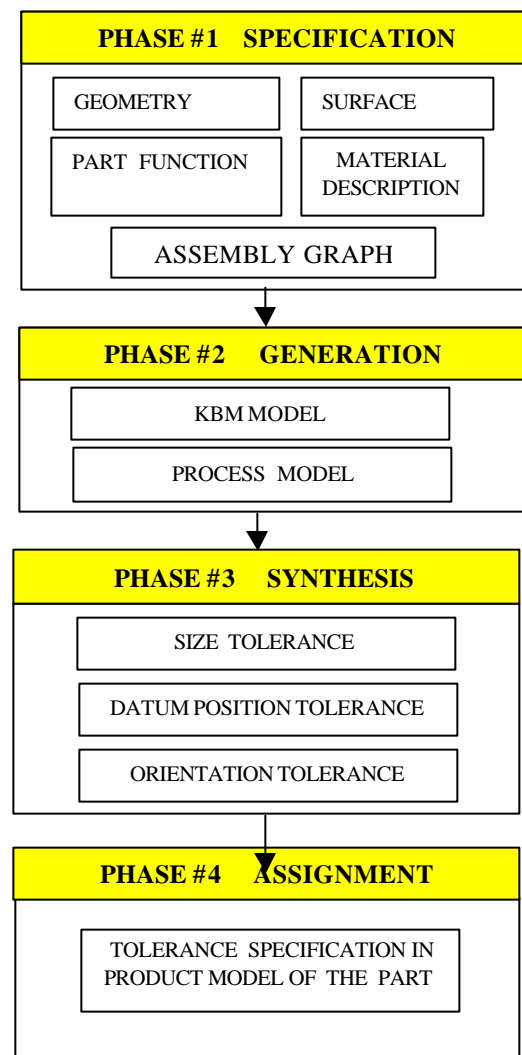 PHASE #1 SPECIFICATION
GEOMETRY
SURFACE
PART FUNCTION
MATERIAL
DESCRIPTION
ASSEMBLY GRAPH
PHASE #2 GENERATION
KBM MODEL
PROCESS MODEL
PHASE #3 SYNTHESIS
SIZE TOLERANCE
DATUM POSITION TOLERANCE
ORIENTATION TOLERANCE
PHASE #4 ASSIGNMENT
TOLERANCE SPECIFICATION IN
PRODUCT MODEL OF THE PART